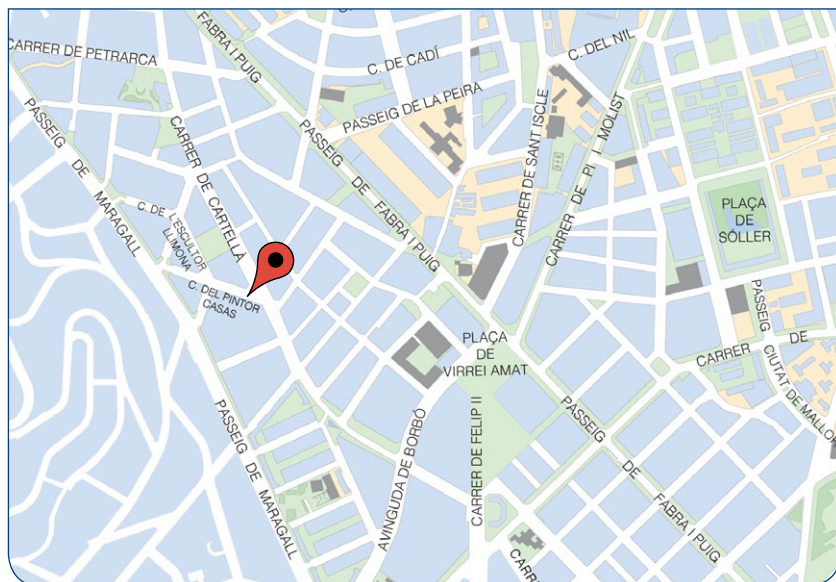 FABRA I PUIG
CARRER DE PETRARCA
C. DE CADÍ
C. DEL NIL
PASSEIG DE LA PEIRA
PASSEIG DE MARAGALL
CARRER DE CARTELLÀ
PASSEIG DE FABRA I PUIG
CARRER DE SANT ISCLE
CARRER DE PI I MOLIST
C. DE L'ESCULTOR
LLIMONA
PLAÇA
DE
SÓLLER
C. DEL PINTOR
CASAS
PLAÇA
DE
VIRREI AMAT
PASSEIG CIUTAT DE MALLO
CARRER DE
PASSEIG DE MARAGALL
AVINGUDA DE BORBÓ
CARRER DE FELIP II
PASSEIG DE FABRA I PUIG
CARR